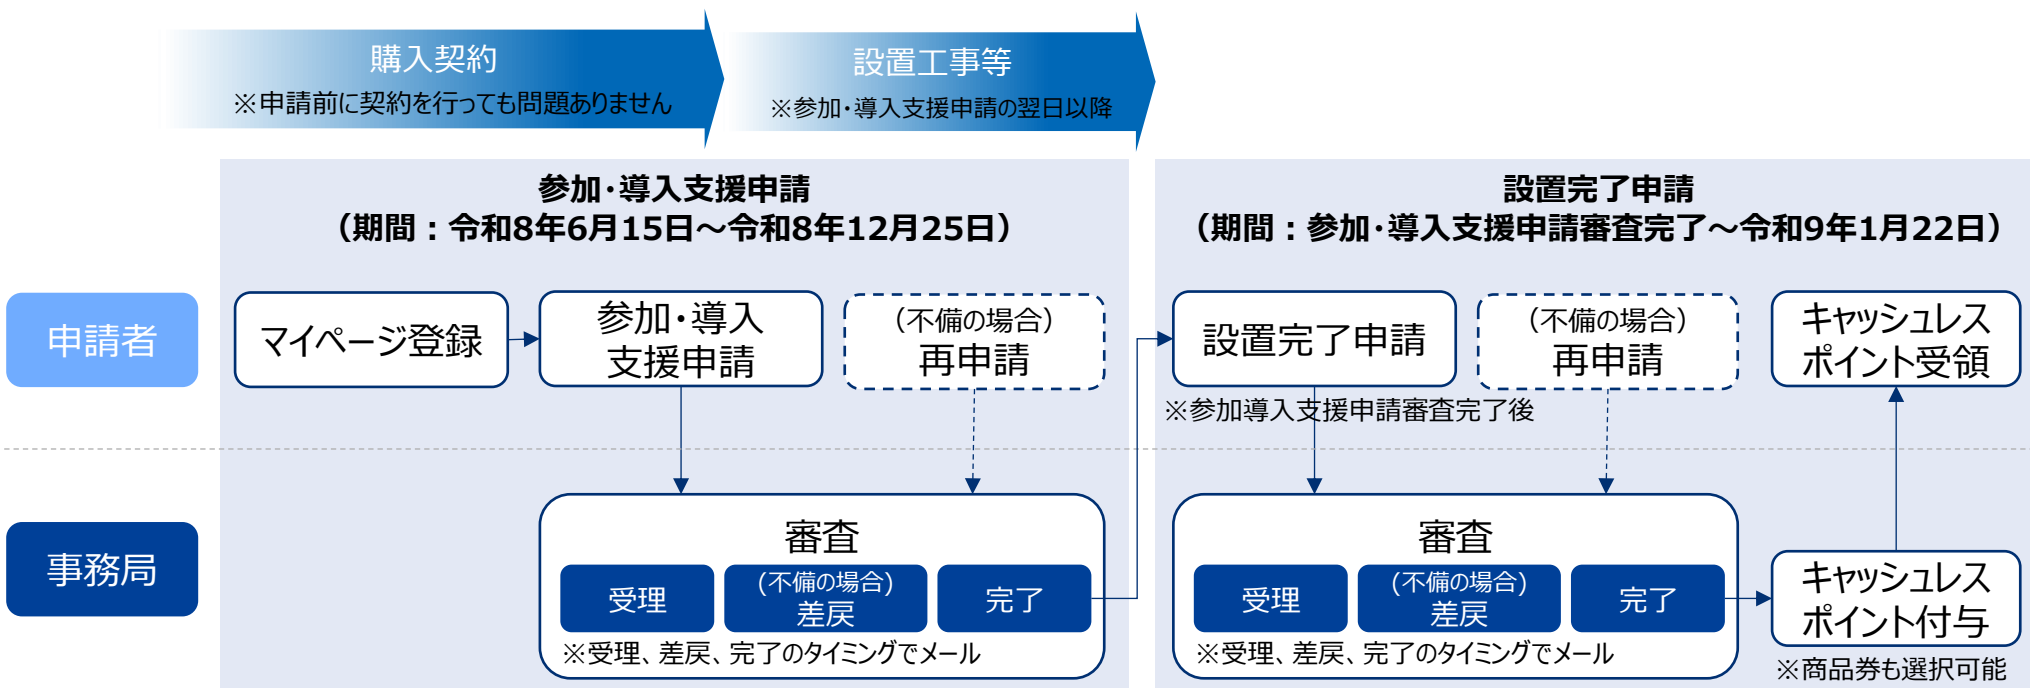 購入契約
※申請前に契約を行っても問題ありません
設置工事等
※参加・導入支援申請の翌日以降
参加・導入支援申請
（期間：令和8年6月15日～令和8年12月25日）
設置完了申請
（期間：参加・導入支援申請審査完了～令和9年1月22日）
申請者
マイページ登録
参加・導入
支援申請
（不備の場合）
再申請
設置完了申請
※参加導入支援申請審査完了後
（不備の場合）
再申請
キャッシュレス
ポイント受領
事務局
審査
受理
(不備の場合)
差戻
完了
※受理、差戻、完了のタイミングでメール
審査
受理
(不備の場合)
差戻
完了
※受理、差戻、完了のタイミングでメール
キャッシュレス
ポイント付与
※商品券も選択可能